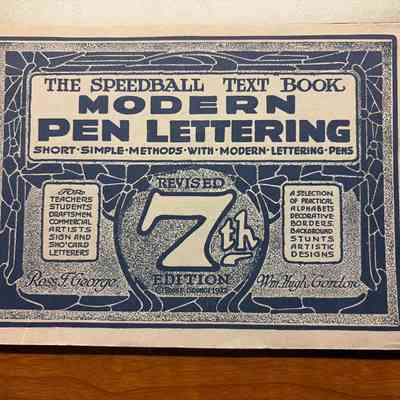 THE SPEEDBALL TEXT BOOK
MODERN
PEN LETTERING
SHORT·SIMPLE·METHODS·WITH·MODERN·LETTERING·PENS
FOR
TEACHERS
STUDENTS
DRAFTSMEN,
COMMERCIAL
ARTISTS
SIGN AND
SHO'CARD
LETTERERS
Ross F. George
REVISED
7th
EDITION
A SELECTION
OF PRACTICAL
ALPHABETS
DECORATIVE
BORDERS,
BACKGROUND
STUNTS
ARTISTIC
DESIGNS
Wm. Hugh Gordon